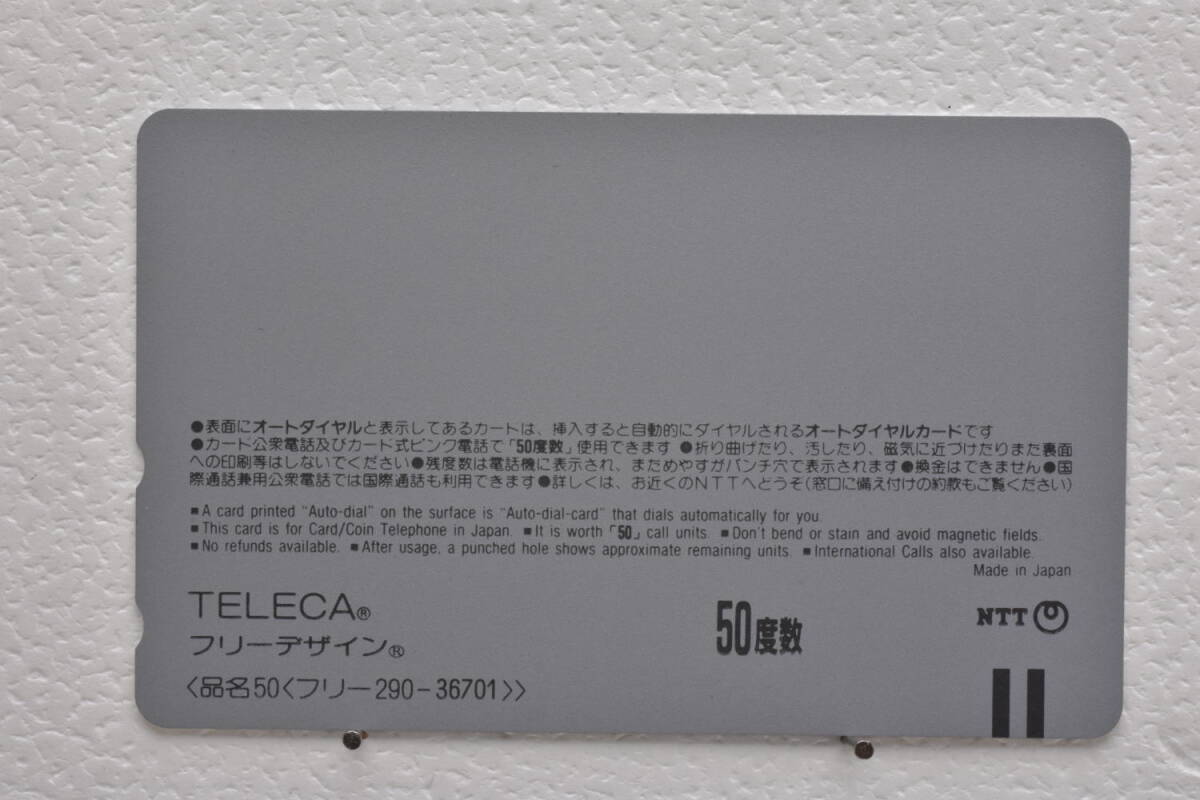 ●表面にオートダイヤルと表示してあるカードは、挿入すると自動的にダイヤルされるオートダイヤルカードです
●カード公衆電話及びカード式ピンク電話で「50度数」使用できます ●折り曲げたり、汚したり、磁気に近づけたりまた裏面
への印刷等はしないでください●残度数は電話機に表示され、まためやすがパンチ穴で表示されます●換金はできません●国
際通話兼用公衆電話では国際通話も利用できます●詳しくは、お近くのNTTへどうぞ(窓口に備え付けの約款もご覧ください)
■ A card printed "Auto-dial" on the surface is "Auto-dial-card" that dials automatically for you.
■ This card is for Card/Coin Telephone in Japan. ■ It is worth「50」call units. ■ Don't bend or stain and avoid magnetic fields.
■ No refunds available. ■ After usage, a punched hole shows approximate remaining units. ■ International Calls also available.
Made in Japan
TELECA®
フリーデザイン®
50度数
NTT
〈品名50〈フリー290-36701〉〉